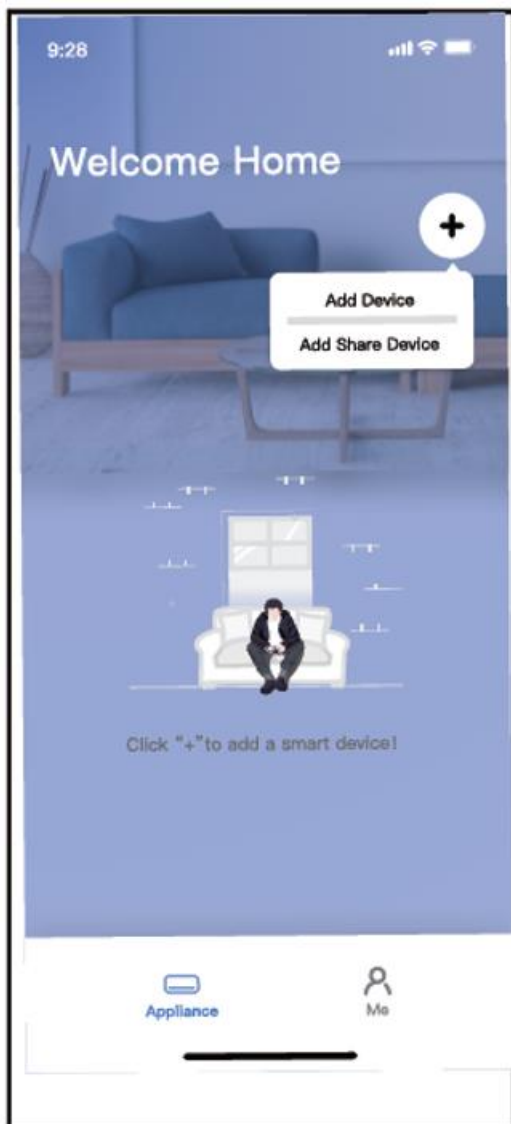 9:28
Welcome Home
+
Add Device
Add Share Device
Click “+”to add a smart device!
Appliance
Me